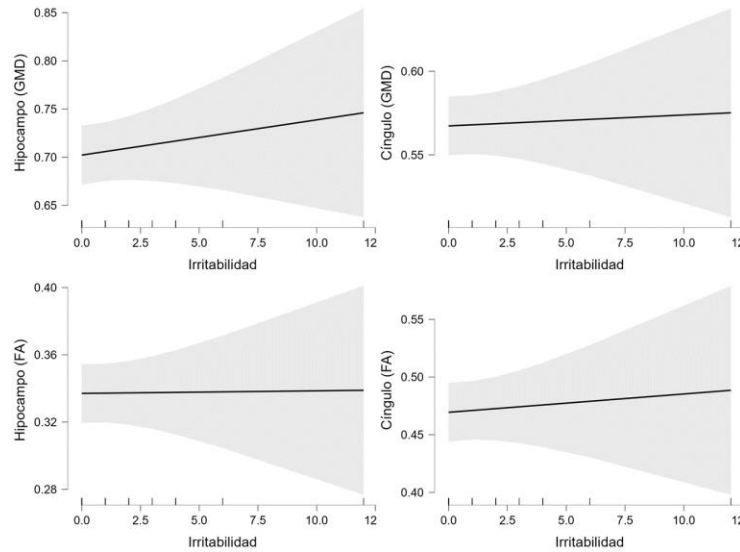 Hipocampo (GMD)
0.85
0.80
0.75
0.70
0.65
0.0 2.5 5.0 7.5 10.0 12
Irritabilidad
Cíngulo (GMD)
0.60
0.55
0.0 2.5 5.0 7.5 10.0 12
Irritabilidad
Hipocampo (FA)
0.40
0.36
0.32
0.28
0.0 2.5 5.0 7.5 10.0 12
Irritabilidad
Cíngulo (FA)
0.55
0.50
0.45
0.40
0.0 2.5 5.0 7.5 10.0 12
Irritabilidad